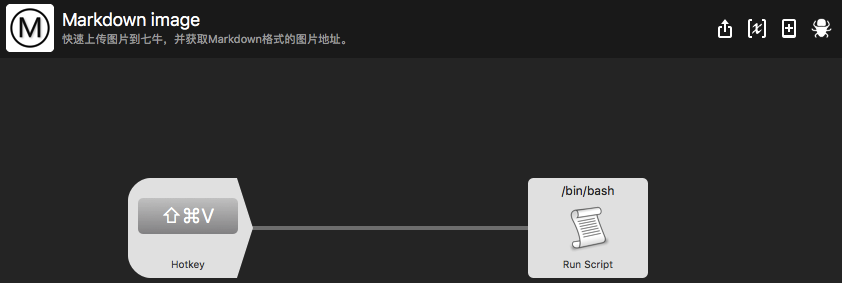 M
Markdown image
快速上传图片到七牛，并获取Markdown格式的图片地址。
[x]
/bin/bash
⇧⌘V
Hotkey
Run Script